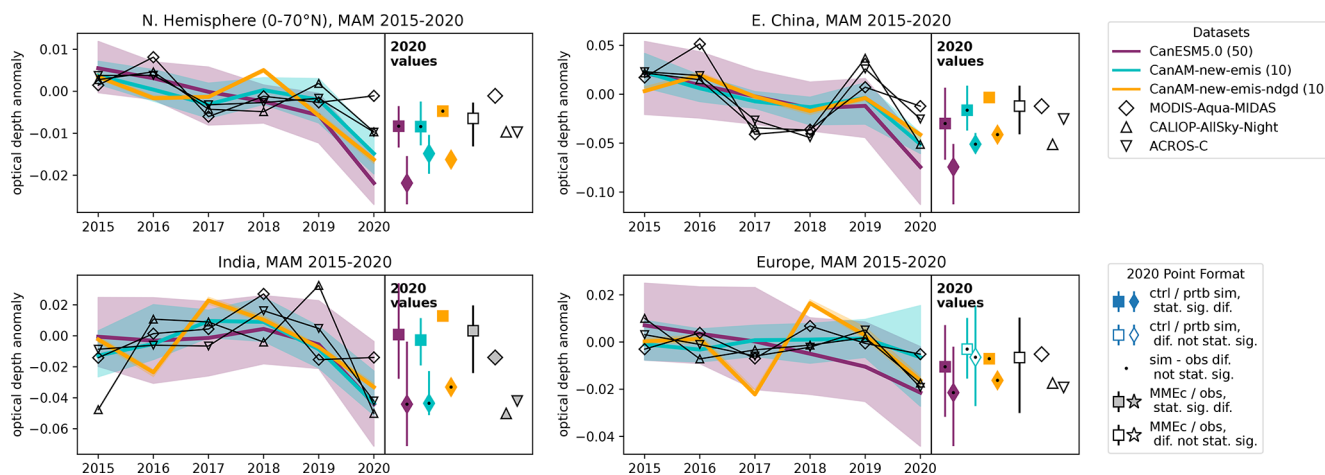 N. Hemisphere (0-70°N), MAM 2015-2020
optical depth anomaly
0.01
0.00
−0.01
−0.02
2015 2016 2017 2018 2019 2020
2020
values
E. China, MAM 2015-2020
optical depth anomaly
0.05
0.00
−0.05
−0.10
2015 2016 2017 2018 2019 2020
2020
values
Datasets
CanESM5.0 (50)
CanAM-new-emis (10)
CanAM-new-emis-ndgd (10
MODIS-Aqua-MIDAS
CALIOP-AllSky-Night
ACROS-C
India, MAM 2015-2020
optical depth anomaly
0.02
0.00
−0.02
−0.04
−0.06
2015 2016 2017 2018 2019 2020
2020
values
Europe, MAM 2015-2020
optical depth anomaly
0.02
0.00
−0.02
−0.04
2015 2016 2017 2018 2019 2020
2020
values
2020 Point Format
ctrl / prtb sim,
stat. sig. dif.
ctrl / prtb sim,
dif. not stat. sig.
sim - obs dif.
not stat. sig.
MMEc / obs,
stat. sig. dif.
MMEc / obs,
dif. not stat. sig.